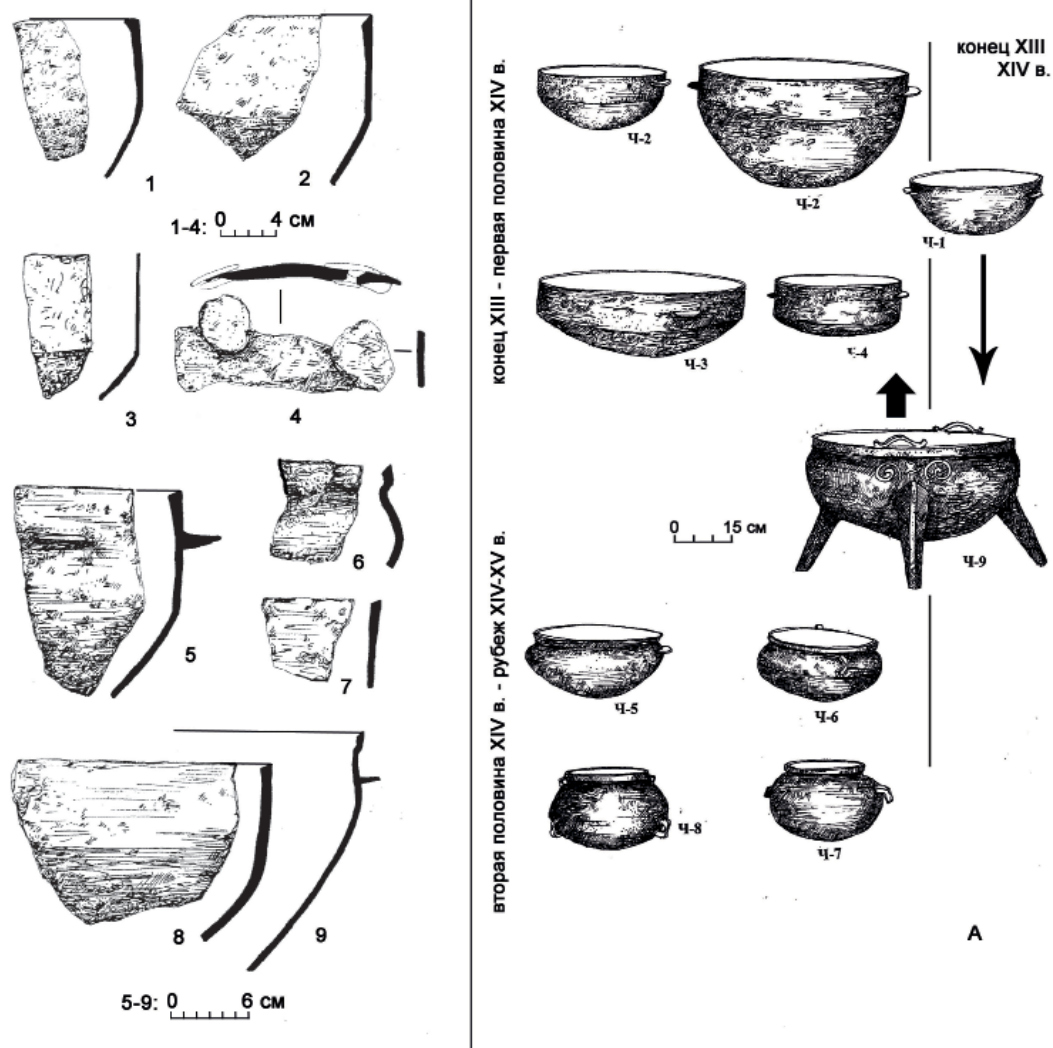 1
2
1-4: 0 4 см
3
4
5
6
7
8
9
5-9: 0 6 см
конец XIII - первая половина XIV в.
вторая половина XIV в. - рубеж XIV-XV в.
конец XIII
XIV в.
Ч-2
Ч-2
Ч-1
Ч-3
Ч-4
0 15 см
Ч-9
Ч-5
Ч-6
Ч-8
Ч-7
А